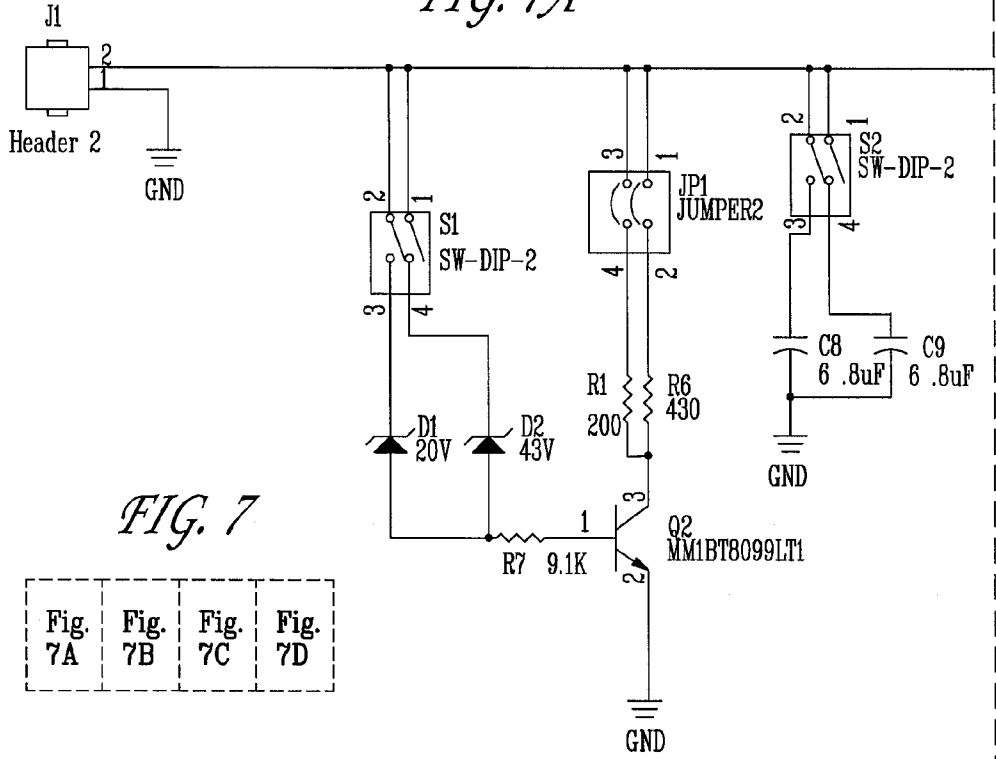 FIG. 7A
J1
2
1
Header 2
GND
2
1
S1
SW-DIP-2
3
4
3
1
JP1
JUMPER2
4
2
2
1
S2
SW-DIP-2
3
4
C8
6 .8uF
C9
6 .8uF
GND
R1
200
R6
430
D1
20V
D2
43V
R7 9.1K
1
3
2
Q2
MM1BT8099LT1
GND
FIG. 7
Fig.
7A
Fig.
7B
Fig.
7C
Fig.
7D